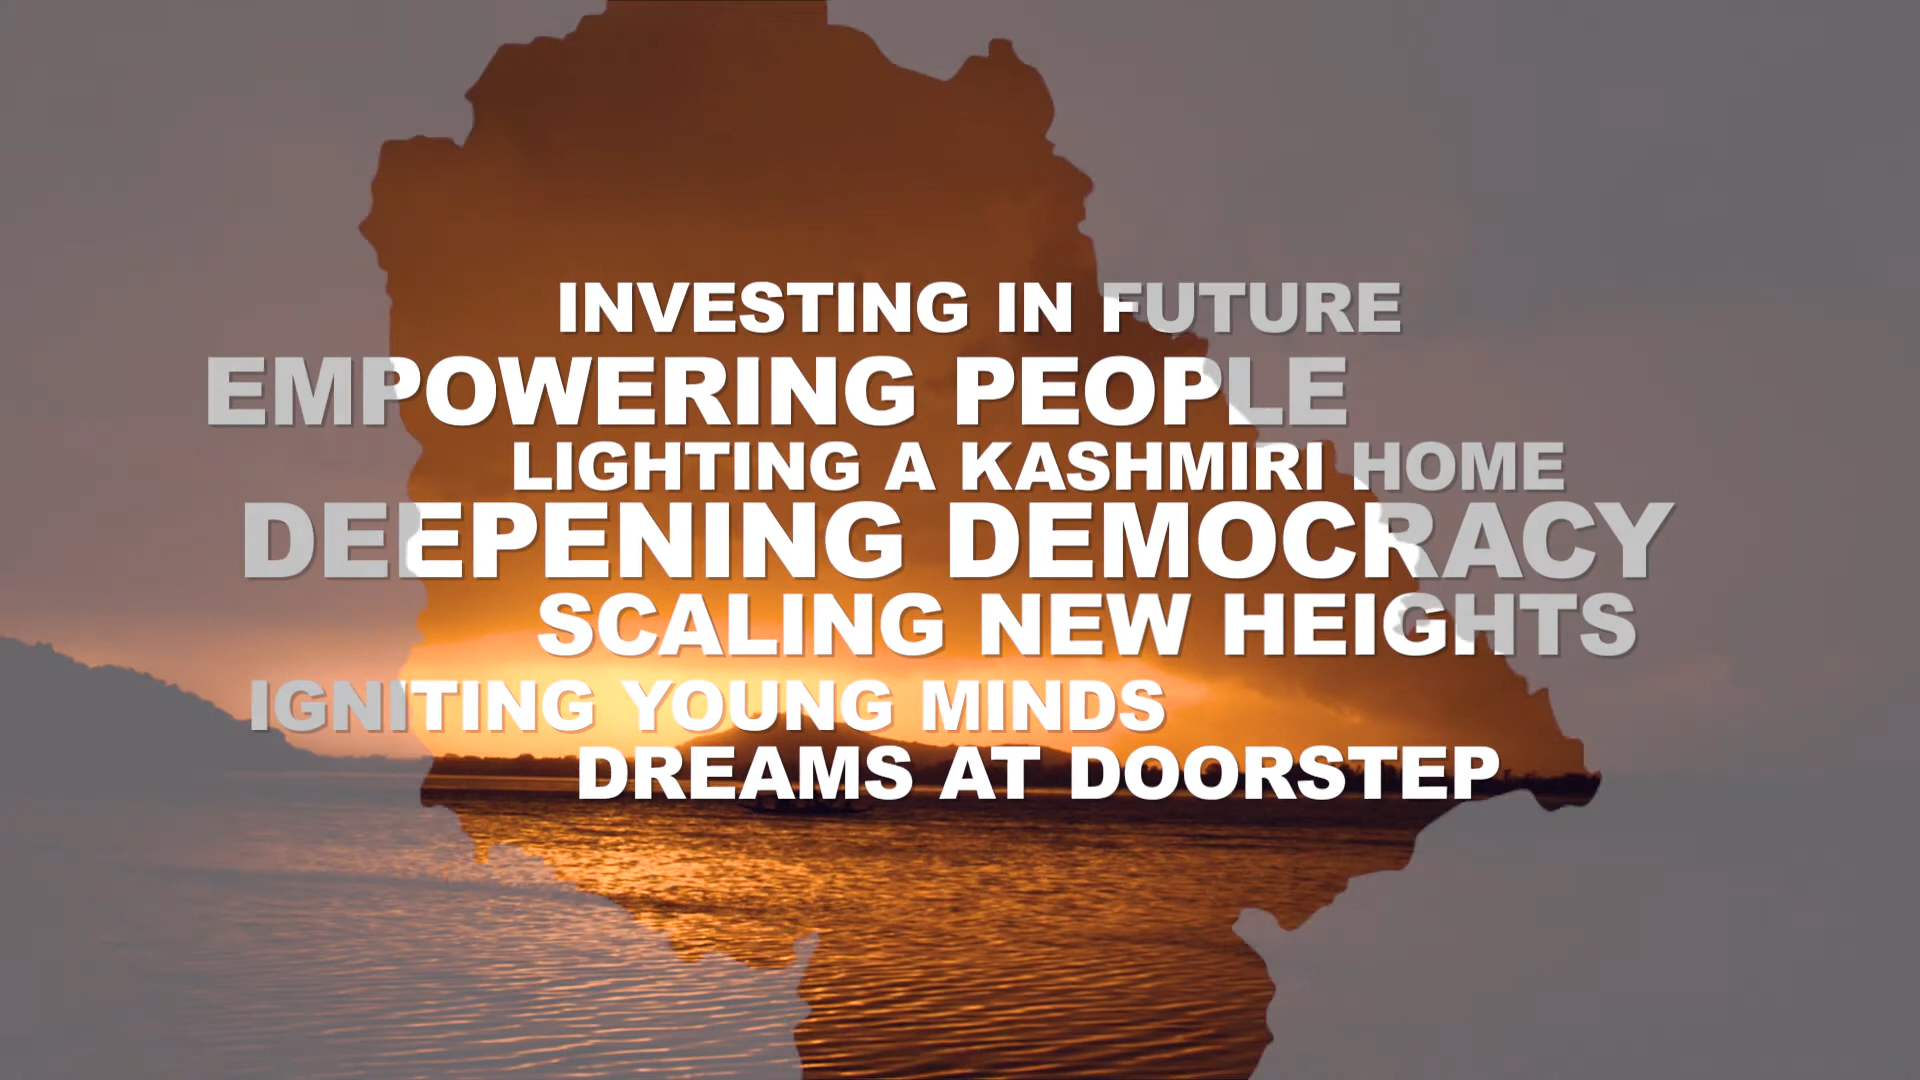 INVESTING IN FUTURE
EMPOWERING PEOPLE
LIGHTING A KASHMIRI HOME
DEEPENING DEMOCRACY
SCALING NEW HEIGHTS
IGNITING YOUNG MINDS
DREAMS AT DOORSTEP